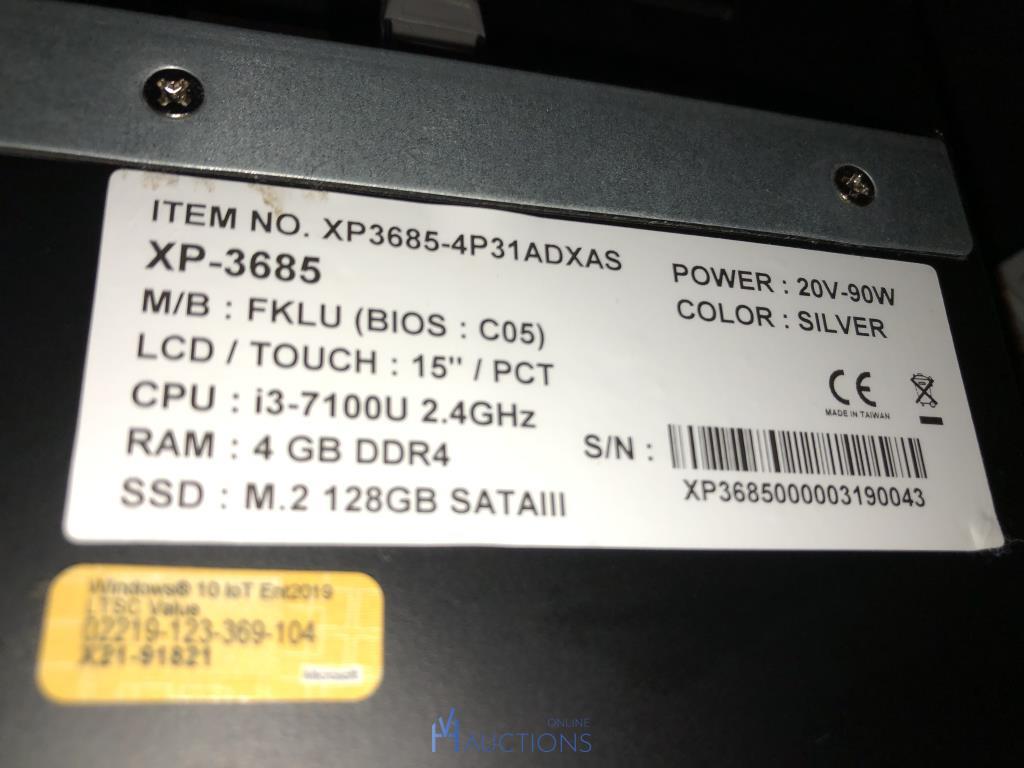 ITEM NO. XP3685-4P31ADXAS
XP-3685
M/B : FKLU (BIOS : C05)
LCD / TOUCH : 15" / PCT
CPU : i3-7100U 2.4GHz
RAM : 4 GB DDR4
SSD : M.2 128GB SATAIII
POWER : 20V-90W
COLOR : SILVER
CE
MADE IN TAIWAN
S/N :
XP3685000003190043
Windows® 10 IoT Ent2019
LTSC Value
02219-123-369-104
X21-91821
Microsoft
HVA ONLINE
AUCTIONS